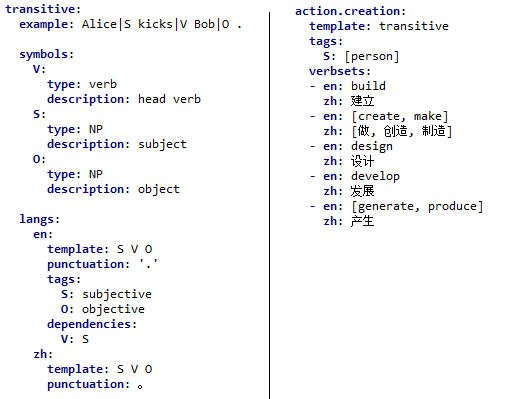 transitive:
example: Alice|S kicks|V Bob|O .
symbols:
V:
type: verb
description: head verb
S:
type: NP
description: subject
O:
type: NP
description: object
langs:
en:
template: S V O
punctuation: '.'
tags:
S: subjective
O: objective
dependencies:
V: S
zh:
template: S V O
punctuation: 。
action.creation:
template: transitive
tags:
S: [person]
verbsets:
- en: build
zh: 建立
- en: [create, make]
zh: [做, 创造, 制造]
- en: design
zh: 设计
- en: develop
zh: 发展
- en: [generate, produce]
zh: 产生